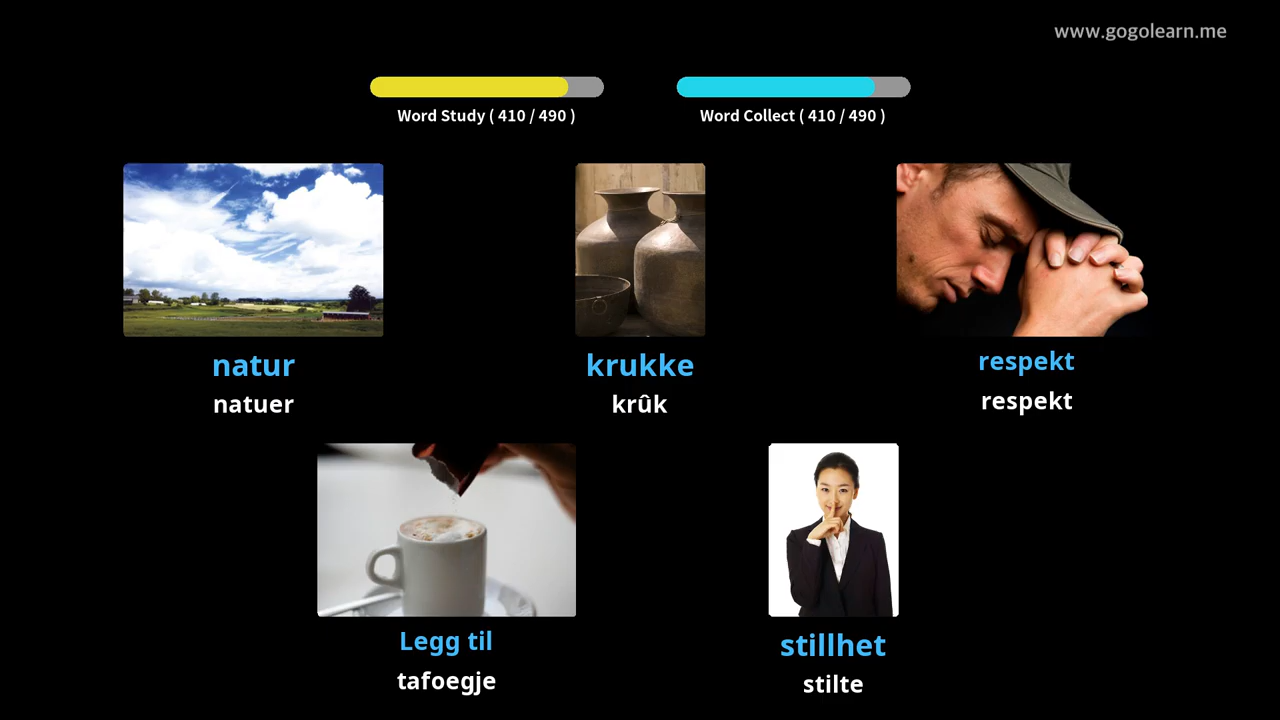 www.gogolearn.me
Word Study ( 410 / 490 )
Word Collect ( 410 / 490 )
natur
natuer
krukke
krûk
respekt
respekt
Legg til
tafoegje
stillhet
stilte